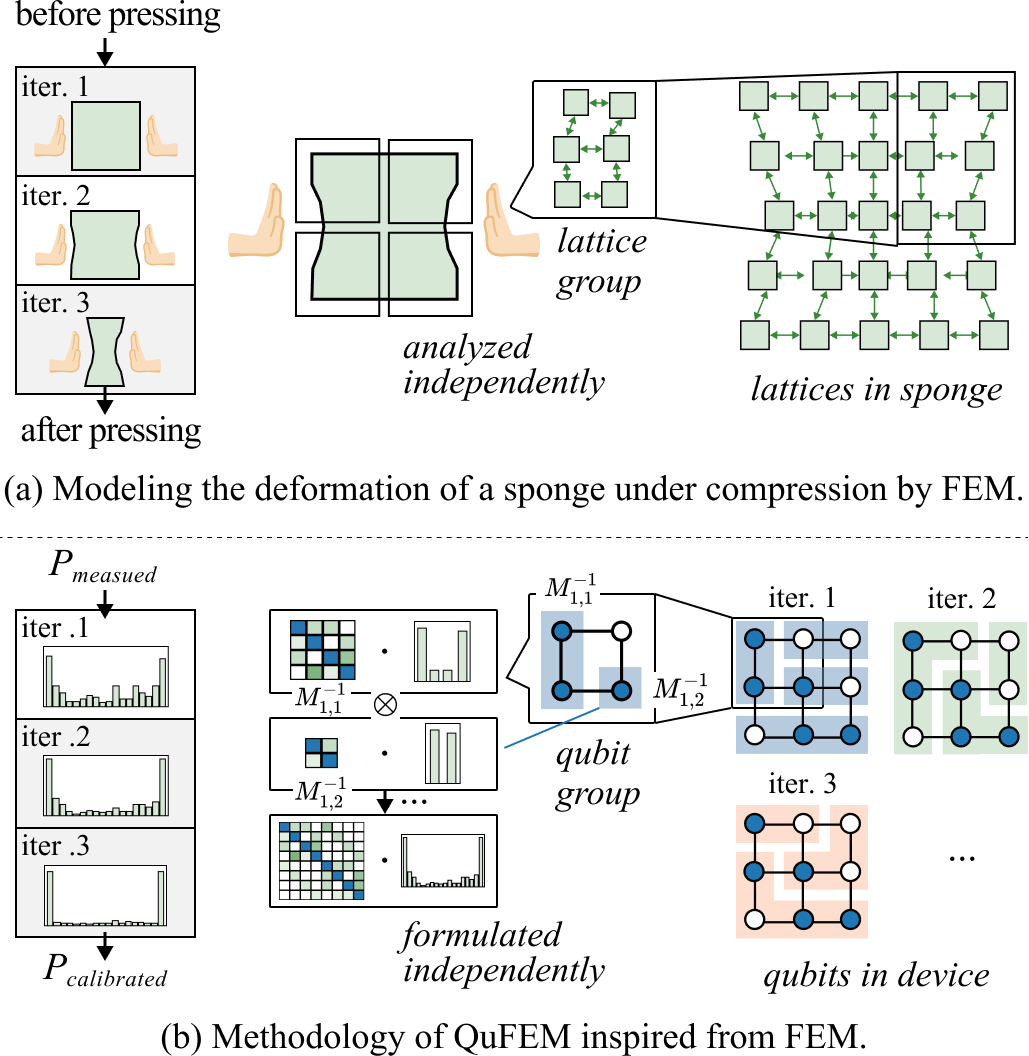 before pressing
iter. 1
iter. 2
iter. 3
after pressing
analyzed
independently
lattice
group
lattices in sponge
(a) Modeling the deformation of a sponge under compression by FEM.
P_{measued}
iter .1
iter .2
iter .3
P_{calibrated}
M_{1,1}^{-1}
·
⊗
M_{1,2}^{-1}
·
...
·
formulated
independently
M_{1,1}^{-1}
M_{1,2}^{-1}
qubit
group
iter. 1
iter. 2
iter. 3
...
qubits in device
(b) Methodology of QuFEM inspired from FEM.